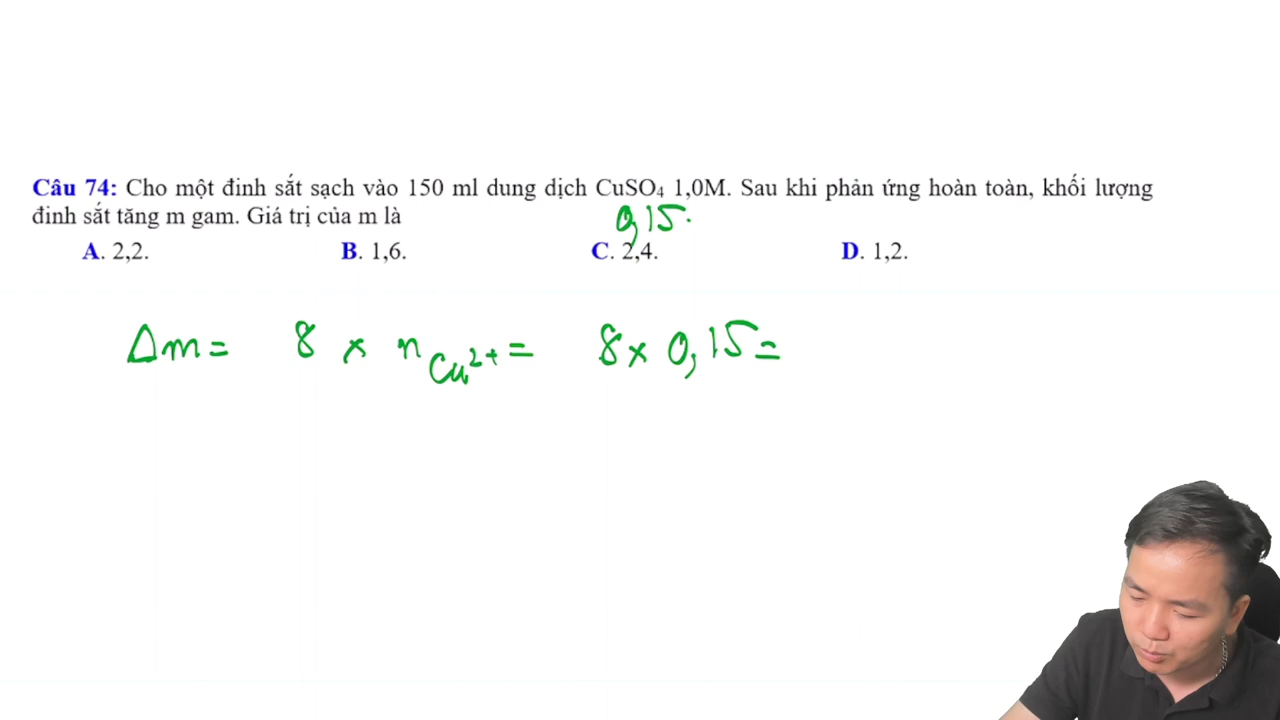 Câu 74: Cho một đinh sắt sạch vào 150 ml dung dịch CuSO₄ 1,0M. Sau khi phản ứng hoàn toàn, khối lượng
đinh sắt tăng m gam. Giá trị của m là
0,15.
A. 2,2. B. 1,6. C. 2,4. D. 1,2.
Δm = 8 × n Cu²⁺ = 8 × 0,15 =